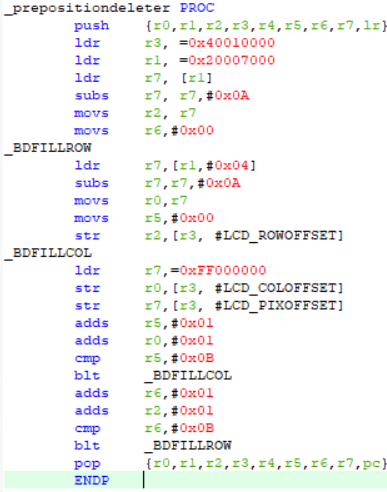 _prepositiondeleter PROC
push {r0,r1,r2,r3,r4,r5,r6,r7,lr}
ldr r3, =0x40010000
ldr r1, =0x20007000
ldr r7, [r1]
subs r7, r7,#0x0A
movs r2, r7
movs r6,#0x00
_BDFILLROW
ldr r7,[r1,#0x04]
subs r7,r7,#0x0A
movs r0,r7
movs r5,#0x00
str r2,[r3, #LCD_ROWOFFSET]
_BDFILLCOL
ldr r7,=0xFF000000
str r0,[r3, #LCD_COLOFFSET]
str r7,[r3, #LCD_PIXOFFSET]
adds r5,#0x01
adds r0,#0x01
cmp r5,#0x0B
blt _BDFILLCOL
adds r6,#0x01
adds r2,#0x01
cmp r6,#0x0B
blt _BDFILLROW
pop {r0,r1,r2,r3,r4,r5,r6,r7,pc}
ENDP